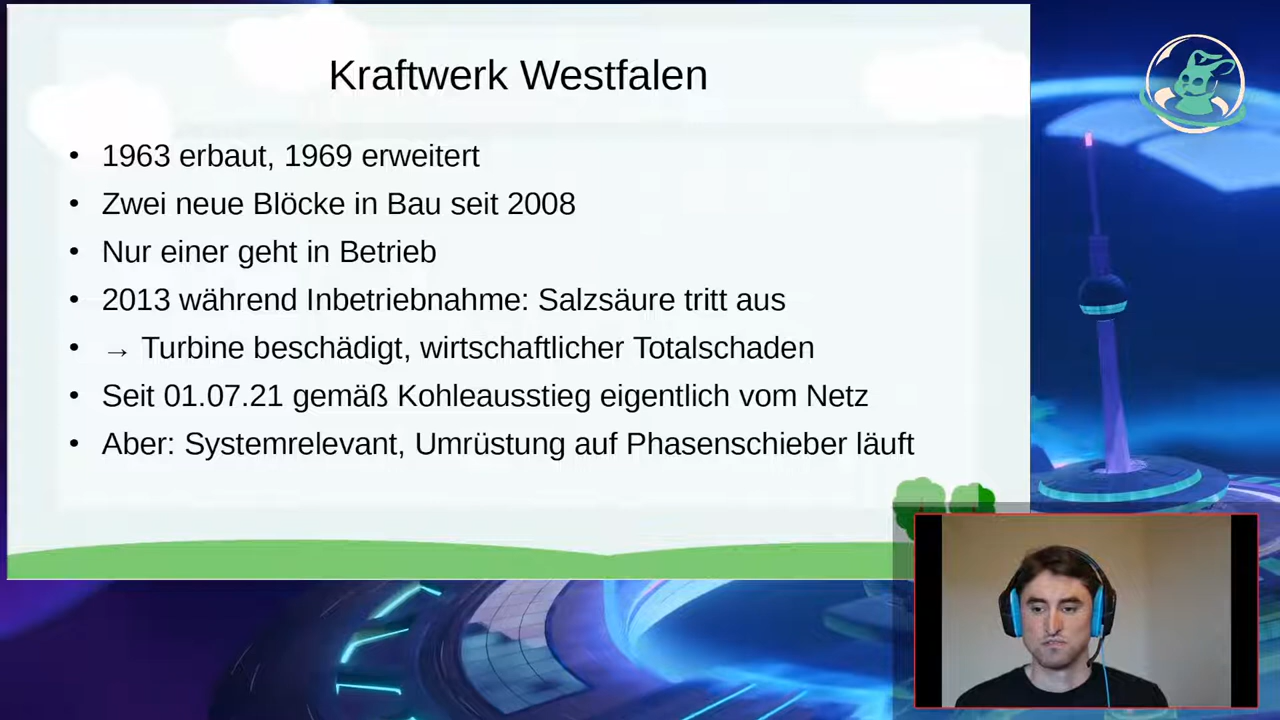 Kraftwerk Westfalen
• 1963 erbaut, 1969 erweitert
• Zwei neue Blöcke in Bau seit 2008
• Nur einer geht in Betrieb
• 2013 während Inbetriebnahme: Salzsäure tritt aus
• → Turbine beschädigt, wirtschaftlicher Totalschaden
• Seit 01.07.21 gemäß Kohleausstieg eigentlich vom Netz
• Aber: Systemrelevant, Umrüstung auf Phasenschieber läuft